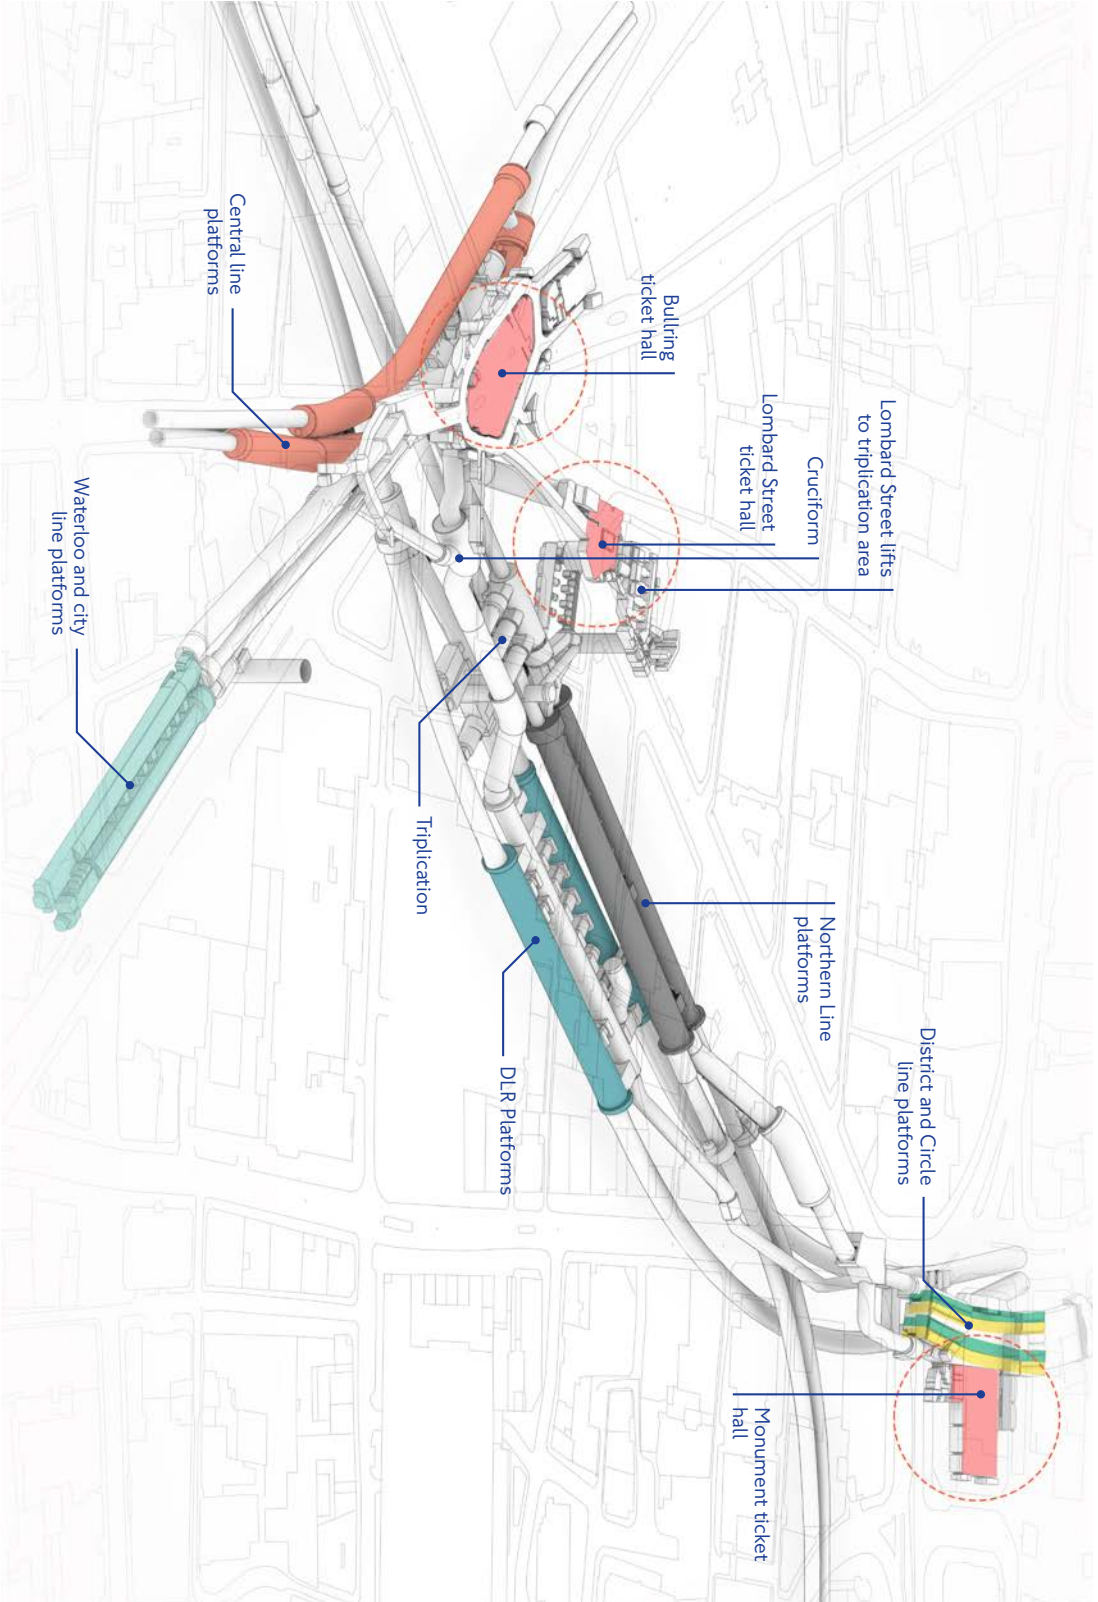 Lombard Street lifts
to triplication area
Cruciform
Lombard Street
ticket hall
Bullring
ticket hall
Central line
platforms
Waterloo and city
line platforms
Triplication
Northern Line
platforms
DLR Platforms
District and Circle
line platforms
Monument ticket
hall